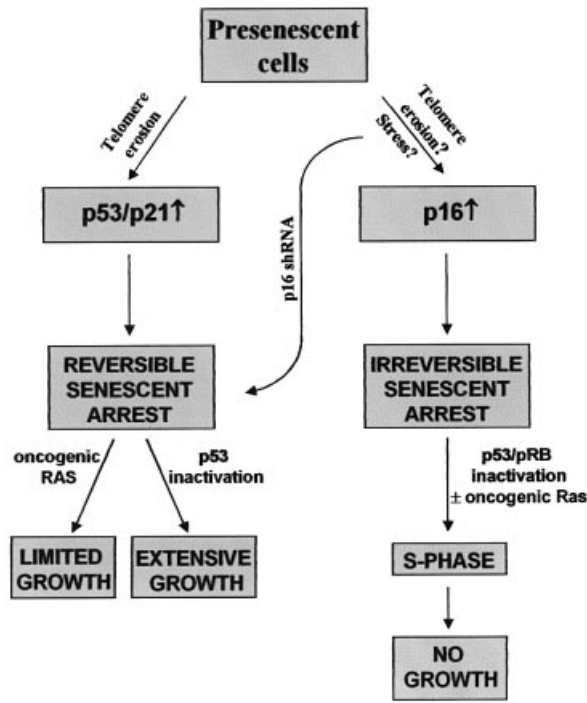 Presenescent
cells
Telomere
erosion
Telomere
erosion?
Stress?
p53/p21↑
p16↑
p16 shRNA
REVERSIBLE
SENESCENT
ARREST
IRREVERSIBLE
SENESCENT
ARREST
oncogenic
RAS
p53
inactivation
p53/pRB
inactivation
± oncogenic Ras
LIMITED
GROWTH
EXTENSIVE
GROWTH
S-PHASE
NO
GROWTH